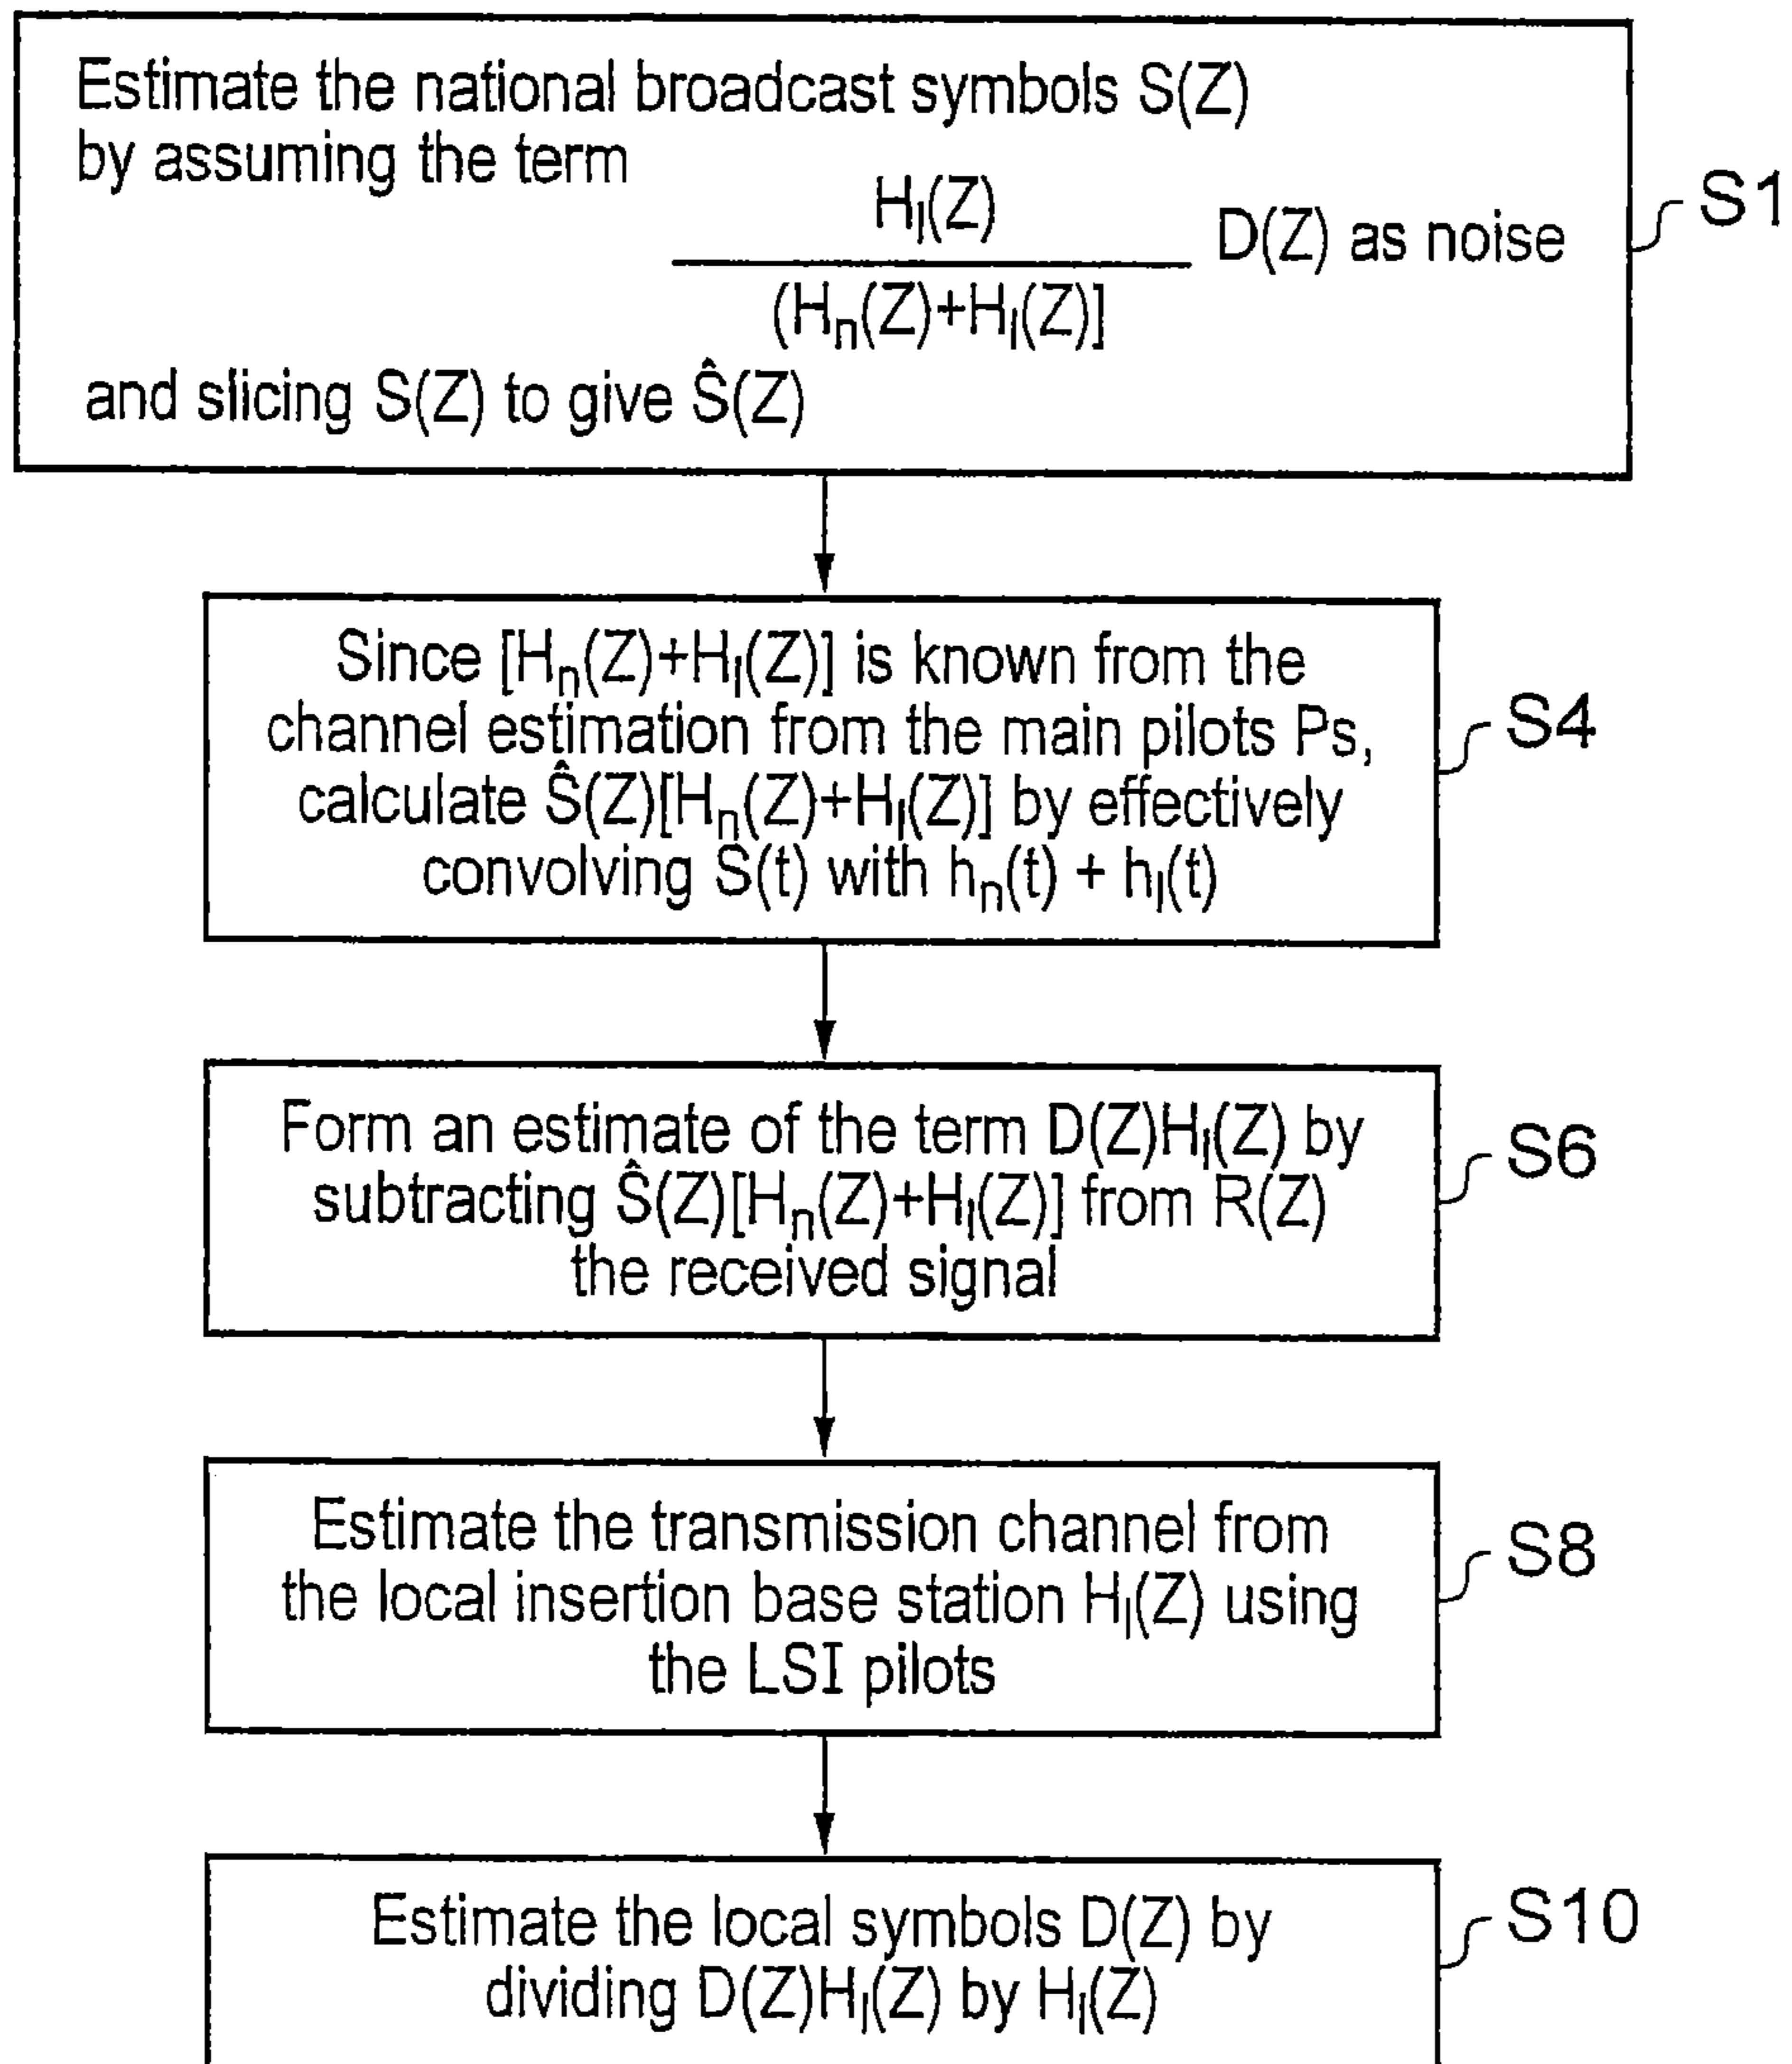 Estimate the national broadcast symbols S(Z)
by assuming the term
H_l(Z)
D(Z) as noise
(H_n(Z)+H_l(Z)]
and slicing S(Z) to give Ŝ(Z)
S1
Since [H_n(Z)+H_l(Z)] is known from the
channel estimation from the main pilots Ps,
calculate Ŝ(Z)[H_n(Z)+H_l(Z)] by effectively
convolving S(t) with h_n(t) + h_l(t)
S4
Form an estimate of the term D(Z)H_l(Z) by
subtracting Ŝ(Z)[H_n(Z)+H_l(Z)] from R(Z)
the received signal
S6
Estimate the transmission channel from
the local insertion base station H_l(Z) using
the LSI pilots
S8
Estimate the local symbols D(Z) by
dividing D(Z)H_l(Z) by H_l(Z)
S10